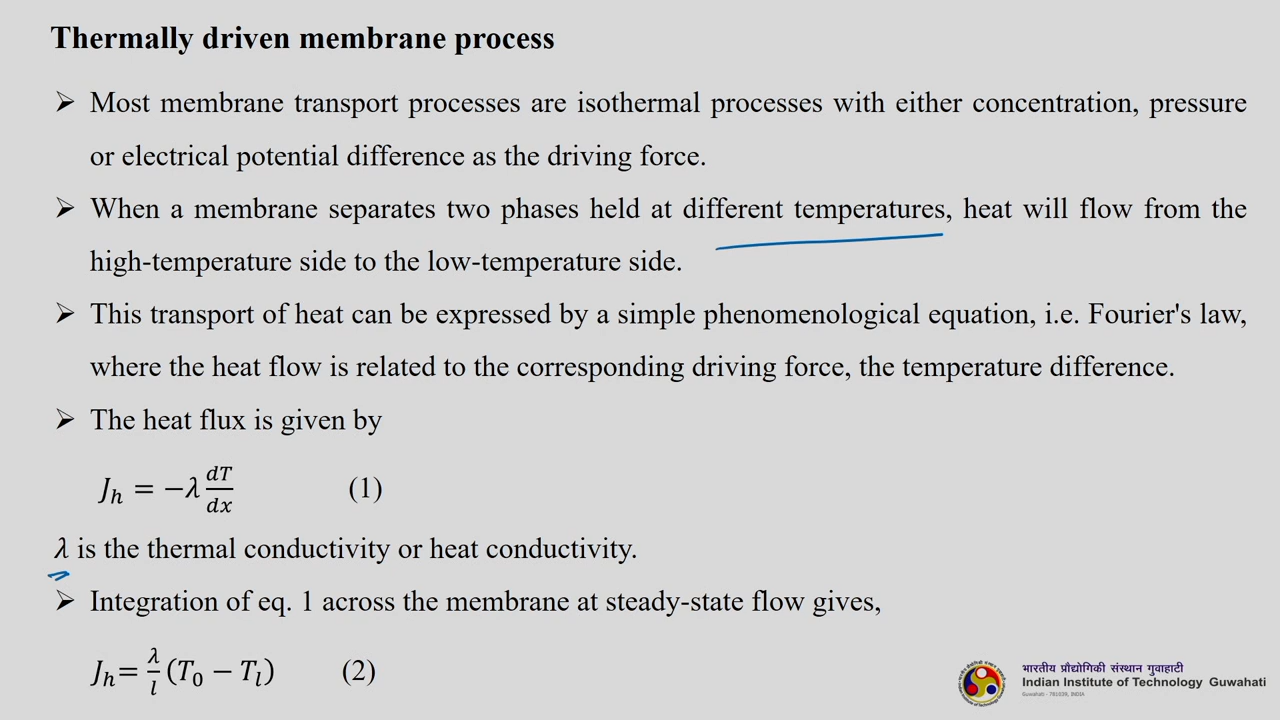 Thermally driven membrane process
➢ Most membrane transport processes are isothermal processes with either concentration, pressure
or electrical potential difference as the driving force.
➢ When a membrane separates two phases held at different temperatures, heat will flow from the
high-temperature side to the low-temperature side.
➢ This transport of heat can be expressed by a simple phenomenological equation, i.e. Fourier's law,
where the heat flow is related to the corresponding driving force, the temperature difference.
➢ The heat flux is given by
J_h = −λ dT/dx (1)
λ is the thermal conductivity or heat conductivity.
➢ Integration of eq. 1 across the membrane at steady-state flow gives,
J_h = λ/l (T_0 − T_l) (2)
भारतीय प्रौद्योगिकी संस्थान गुवाहाटी
Indian Institute of Technology Guwahati
Guwahati - 781039, INDIA